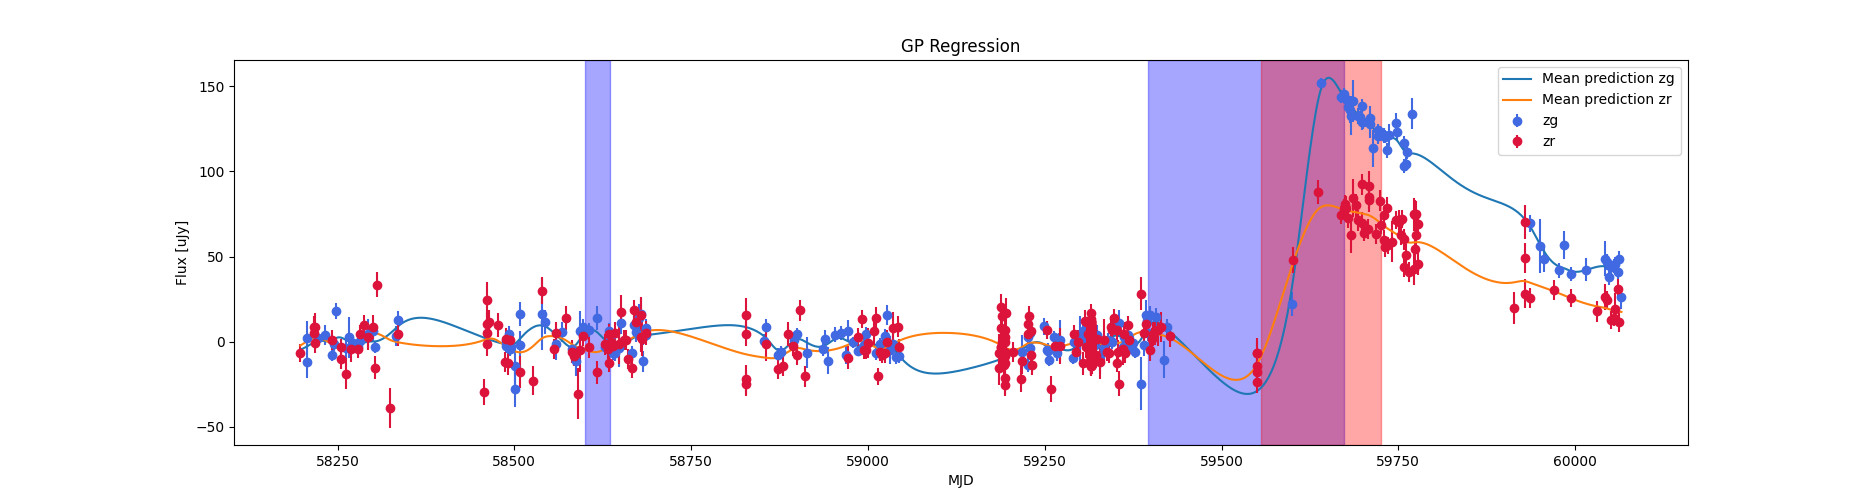 GP Regression
150
100
50
0
−50
Flux [uJy]
58250 58500 58750 59000 59250 59500 59750 60000
MJD
Mean prediction zg
Mean prediction zr
zg
zr